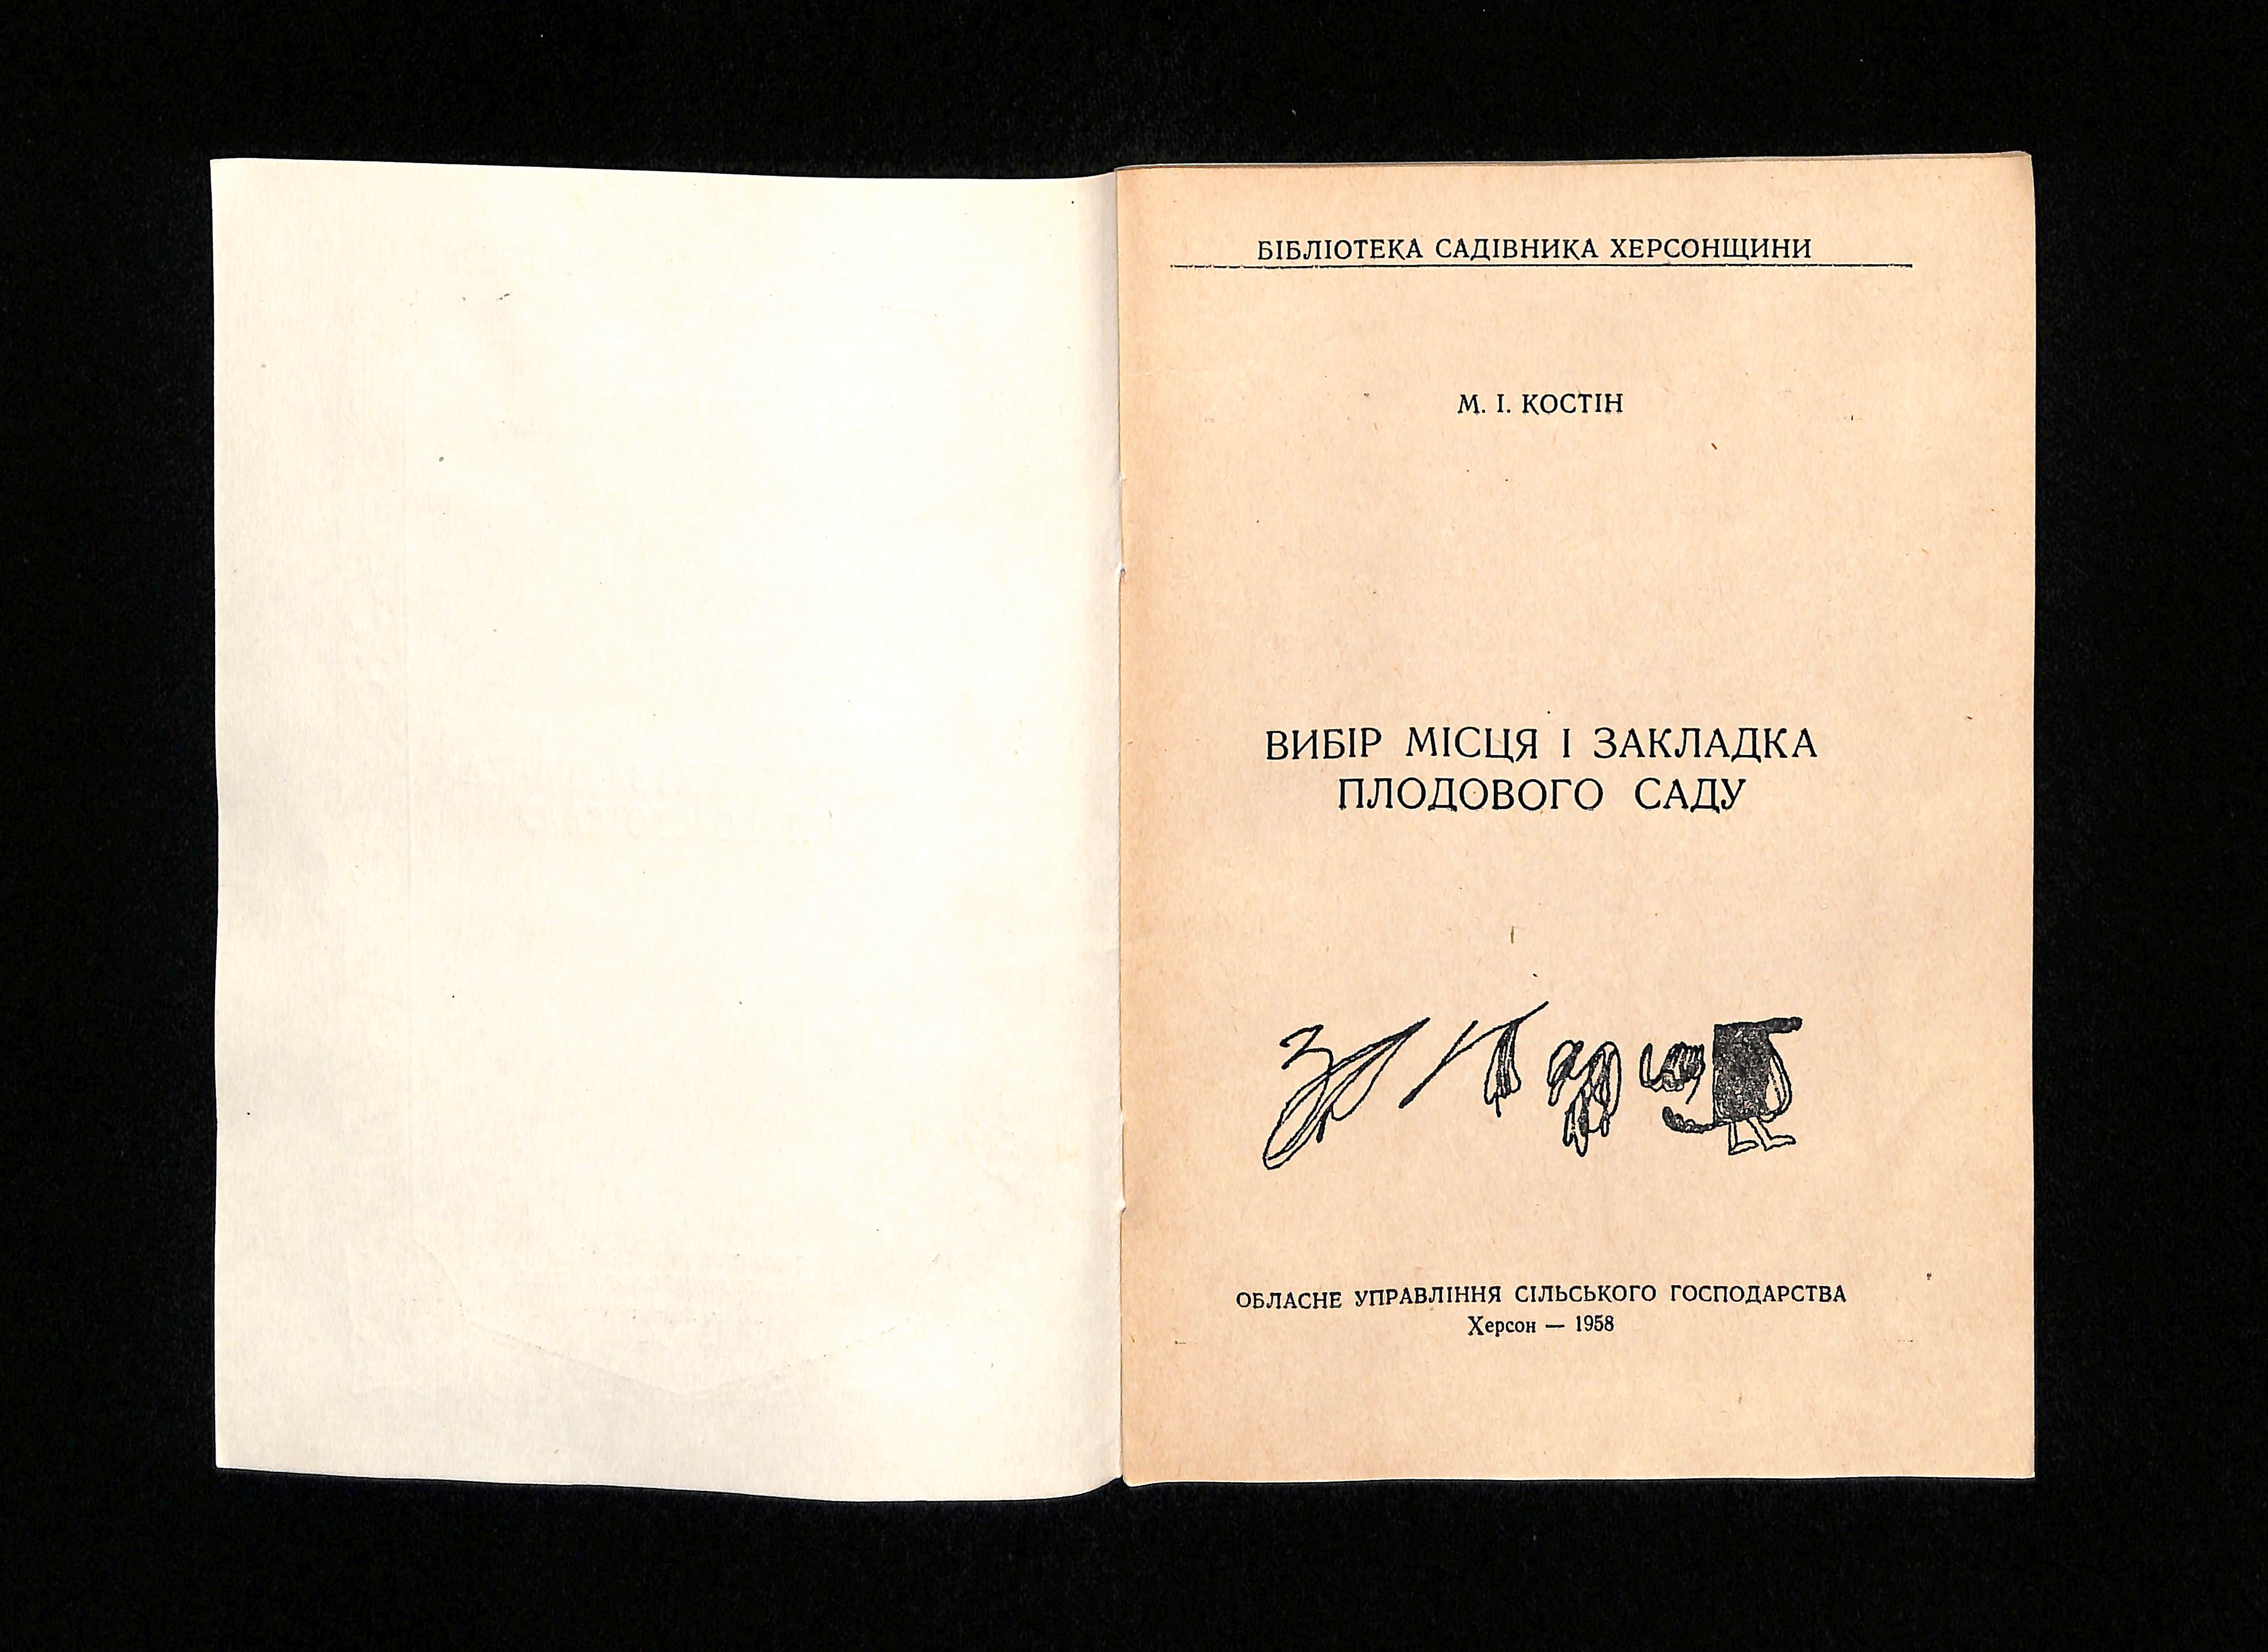 БІБЛІОТЕКА САДІВНИКА ХЕРСОНЩИНИ
М. І. КОСТІН
ВИБІР МІСЦЯ І ЗАКЛАДКА
ПЛОДОВОГО САДУ
ОБЛАСНЕ УПРАВЛІННЯ СІЛЬСЬКОГО ГОСПОДАРСТВА
Херсон — 1958